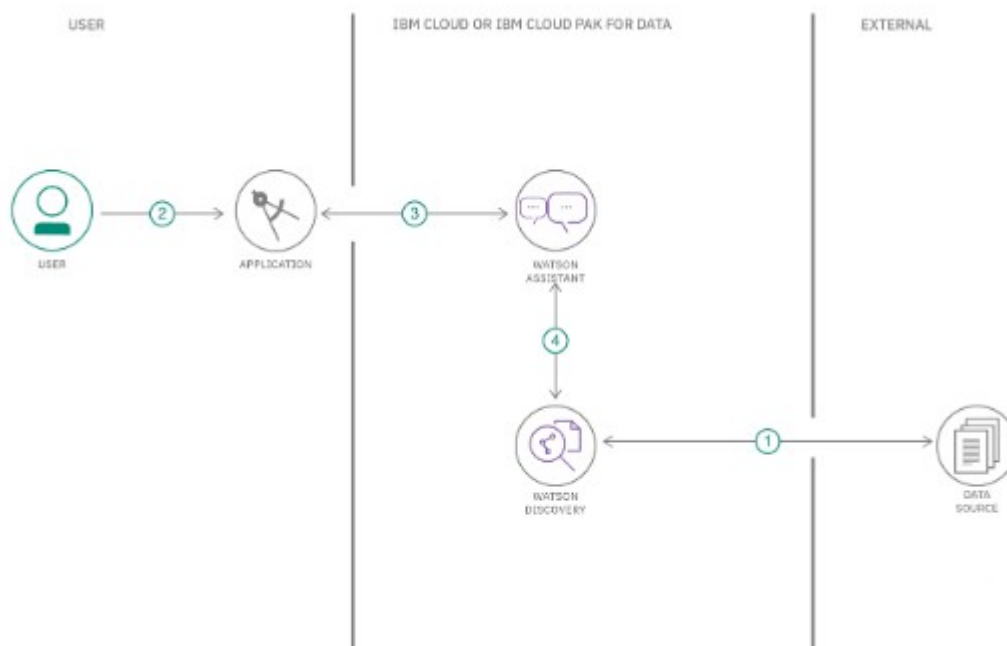 USER
IBM CLOUD OR IBM CLOUD PAK FOR DATA
EXTERNAL
2
3
USER
APPLICATION
WATSON
ASSISTANT
4
1
WATSON
DISCOVERY
DATA
SOURCE